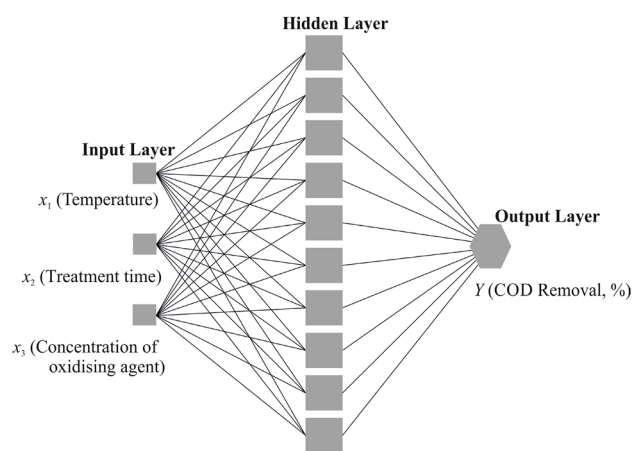 Hidden Layer
Input Layer
x₁ (Temperature)
Output Layer
x₂ (Treatment time)
Y (COD Removal, %)
x₃ (Concentration of
oxidising agent)